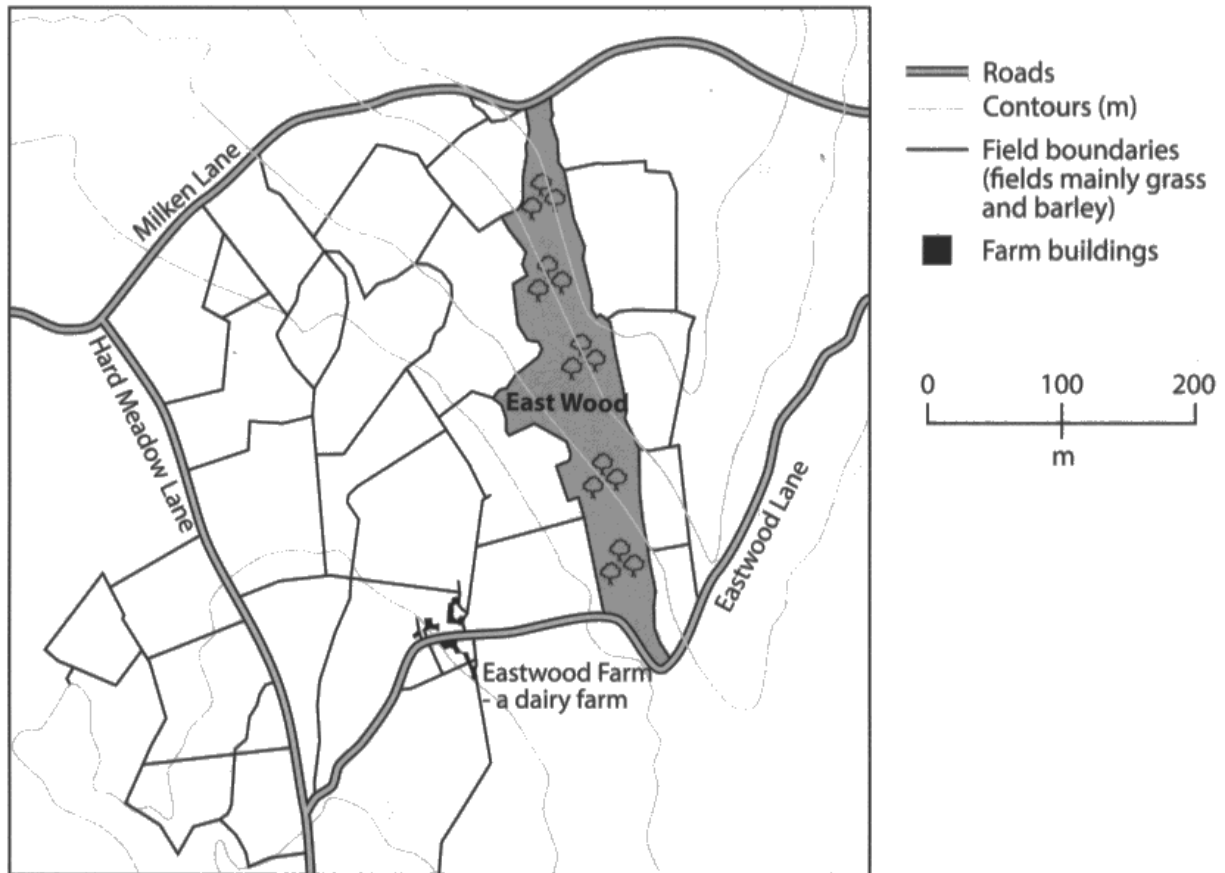 Milken Lane
Hard Meadow Lane
East Wood
Eastwood Lane
Eastwood Farm
- a dairy farm
Roads
Contours (m)
Field boundaries
(fields mainly grass
and barley)
Farm buildings
0 100 200
m